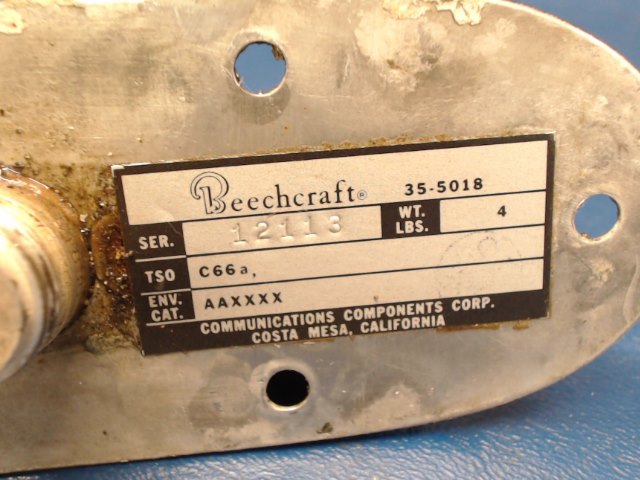 Beechcraft® 35-5018
SER. 12113 WT. LBS. 4
TSO C66a,
ENV. CAT. AAXXXX
COMMUNICATIONS COMPONENTS CORP.
COSTA MESA, CALIFORNIA